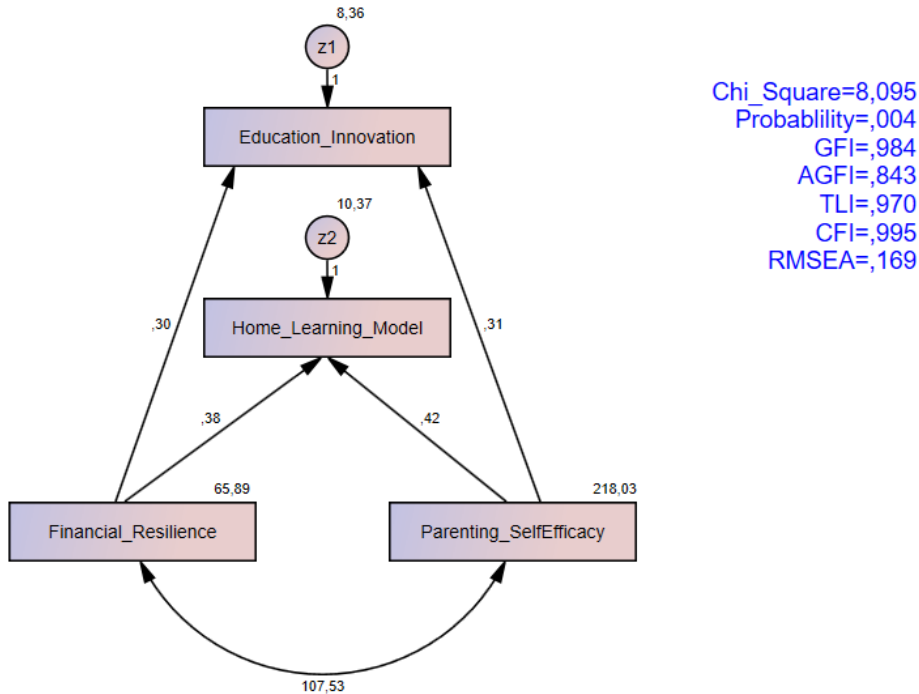 8,36
z1
1
Education_Innovation
10,37
z2
1
Home_Learning_Model
,30
,31
,38
,42
65,89
218,03
Financial_Resilience
Parenting_SelfEfficacy
107,53
Chi_Square=8,095
Probablility=,004
GFI=,984
AGFI=,843
TLI=,970
CFI=,995
RMSEA=,169